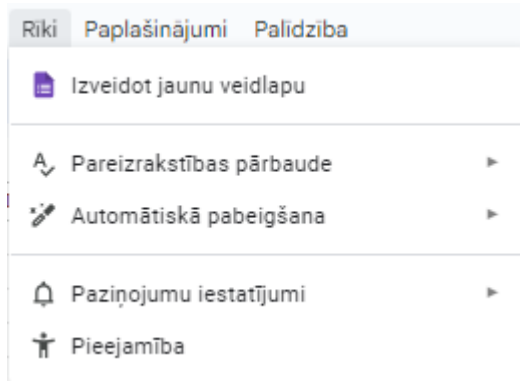 Rīki Paplašinājumi Palīdzība
Izveidot jaunu veidlapu
Pareizrakstības pārbaude
Automātiskā pabeigšana
Paziņojumu iestatījumi
Pieejamība